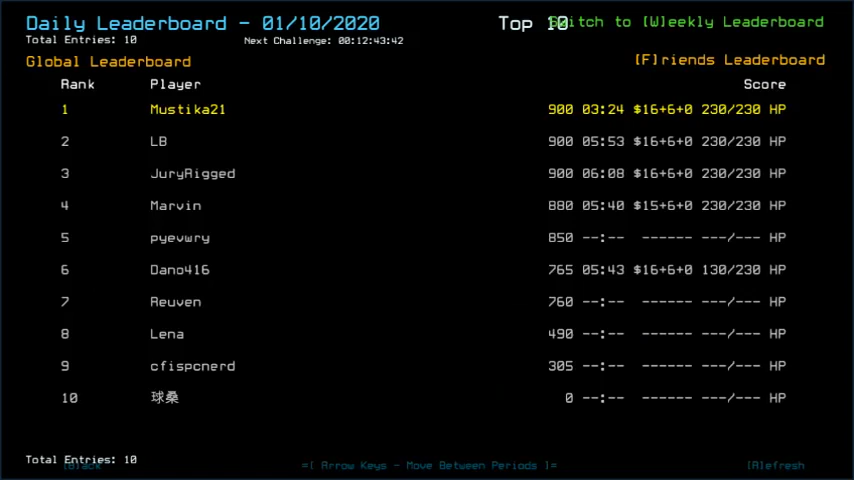 Daily Leaderboard - 01/10/2020 Top 10 Switch to [W]eekly Leaderboard
Total Entries: 10 Next Challenge: 00:12:43:42
Global Leaderboard [F]riends Leaderboard
Rank Player Score
1 Mustika21 900 03:24 $16+6+0 230/230 HP
2 LB 900 05:53 $16+6+0 230/230 HP
3 JuryRigged 900 06:08 $16+6+0 230/230 HP
4 Marvin 880 05:40 $15+6+0 230/230 HP
5 pyevwry 850 --:-- ------ ---/--- HP
6 Dano416 765 05:43 $16+6+0 130/230 HP
7 Reuven 760 --:-- ------ ---/--- HP
8 Lena 490 --:-- ------ ---/--- HP
9 cfispcnerd 305 --:-- ------ ---/--- HP
10 球桑 0 --:-- ------ ---/--- HP
Total Entries: 10
[B]ack =[ Arrow Keys - Move Between Periods ]= [R]efresh